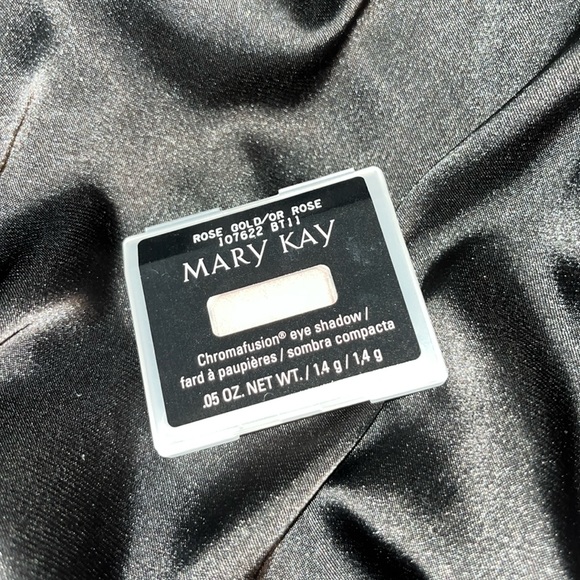 ROSE GOLD/OR ROSE
107622 BT11
MARY KAY
Chromafusion® eye shadow /
fard à paupières / sombra compacta
.05 OZ. NET WT. / 1.4 g / 1,4 g